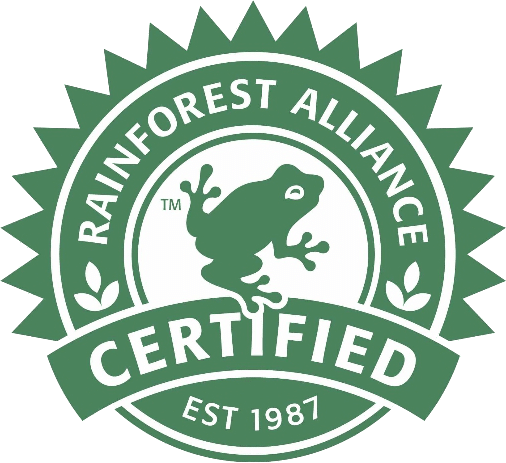 RAINFOREST ALLIANCE
TM
CERTIFIED
EST 1987